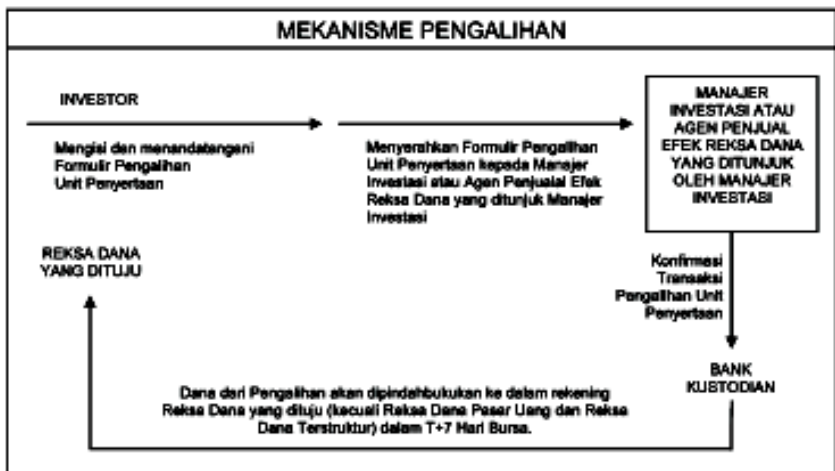 MEKANISME PENGALIHAN
INVESTOR
Mengisi dan menandatangani
Formulir Pengalihan
Unit Penyertaan
Menyerahkan Formulir Pengalihan
Unit Penyertaan kepada Manajer
Investasi atau Agen Penjualal Efek
Reksa Dana yang ditunjuk Manajer
Investasi
MANAJER
INVESTASI ATAU
AGEN PENJUAL
EFEK REKSA DANA
YANG DITUNJUK
OLEH MANAJER
INVESTASI
Konfirmasi
Transaksi
Pengalihan Unit
Penyertaan
BANK
KUSTODIAN
Dana dari Pengalihan akan dipindahbukukan ke dalam rekening
Reksa Dana yang dituju (kecuali Reksa Dana Pasar Uang dan Reksa
Dana Terstruktur) dalam T+7 Hari Bursa.
REKSA DANA
YANG DITUJU